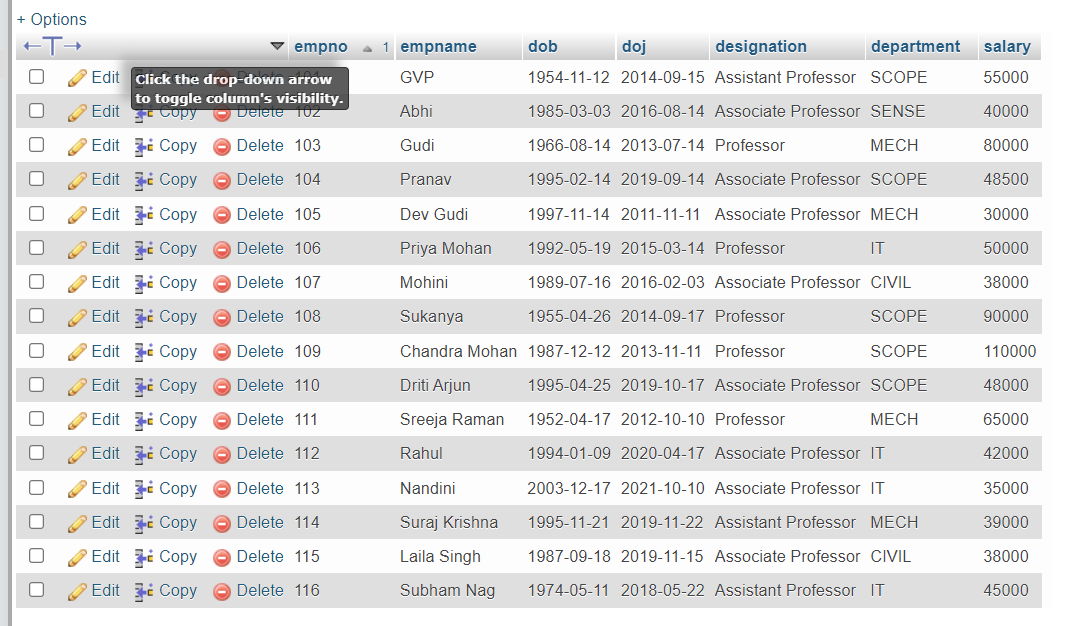 + Options
empno 1 empname dob doj designation department salary
Edit GVP 1954-11-12 2014-09-15 Assistant Professor SCOPE 55000
Click the drop-down arrow
to toggle column's visibility.
Edit Copy Delete 102 Abhi 1985-03-03 2016-08-14 Associate Professor SENSE 40000
Edit Copy Delete 103 Gudi 1966-08-14 2013-07-14 Professor MECH 80000
Edit Copy Delete 104 Pranav 1995-02-14 2019-09-14 Associate Professor SCOPE 48500
Edit Copy Delete 105 Dev Gudi 1997-11-14 2011-11-11 Associate Professor MECH 30000
Edit Copy Delete 106 Priya Mohan 1992-05-19 2015-03-14 Professor IT 50000
Edit Copy Delete 107 Mohini 1989-07-16 2016-02-03 Associate Professor CIVIL 38000
Edit Copy Delete 108 Sukanya 1955-04-26 2014-09-17 Professor SCOPE 90000
Edit Copy Delete 109 Chandra Mohan 1987-12-12 2013-11-11 Professor SCOPE 110000
Edit Copy Delete 110 Driti Arjun 1995-04-25 2019-10-17 Associate Professor SCOPE 48000
Edit Copy Delete 111 Sreeja Raman 1952-04-17 2012-10-10 Professor MECH 65000
Edit Copy Delete 112 Rahul 1994-01-09 2020-04-17 Associate Professor IT 42000
Edit Copy Delete 113 Nandini 2003-12-17 2021-10-10 Associate Professor IT 35000
Edit Copy Delete 114 Suraj Krishna 1995-11-21 2019-11-22 Assistant Professor MECH 39000
Edit Copy Delete 115 Laila Singh 1987-09-18 2019-11-15 Associate Professor CIVIL 38000
Edit Copy Delete 116 Subham Nag 1974-05-11 2018-05-22 Assistant Professor IT 45000